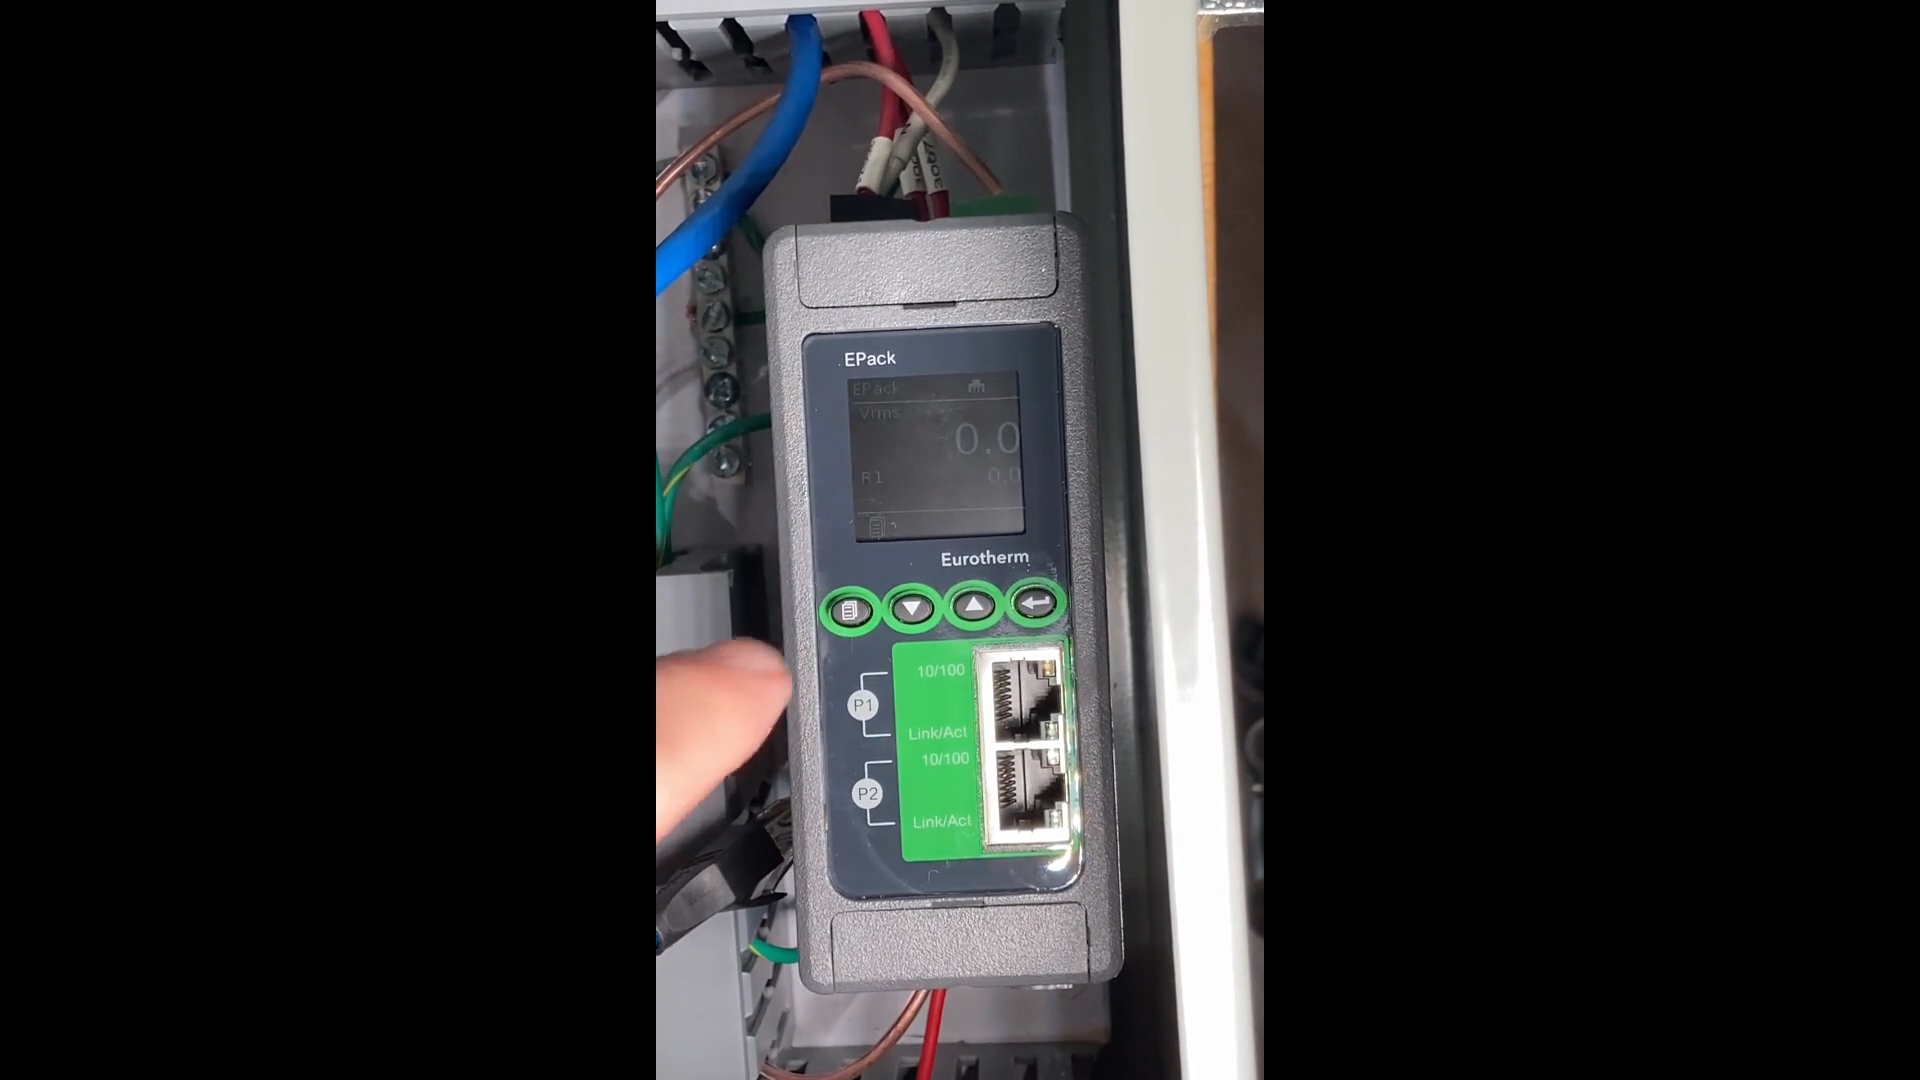 3007
EPack
EPack
Vrms
0.0
R1 0.0
Eurotherm
10/100
P1
Link/Act
10/100
P2
Link/Act